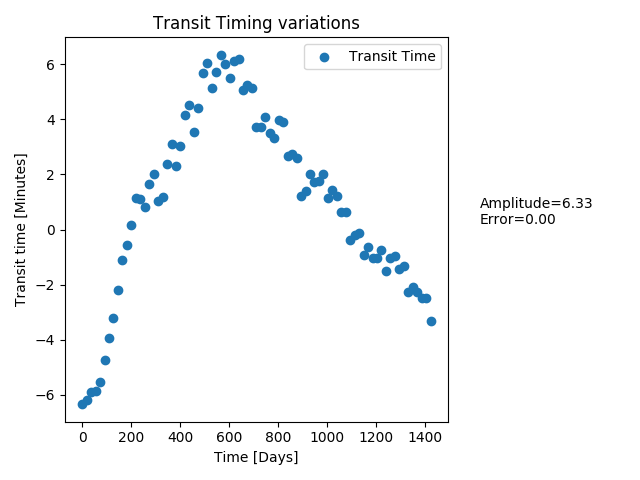 Transit Timing variations
Transit Time
6
4
2
0
−2
−4
−6
Transit time [Minutes]
0 200 400 600 800 1000 1200 1400
Time [Days]
Amplitude=6.33
Error=0.00